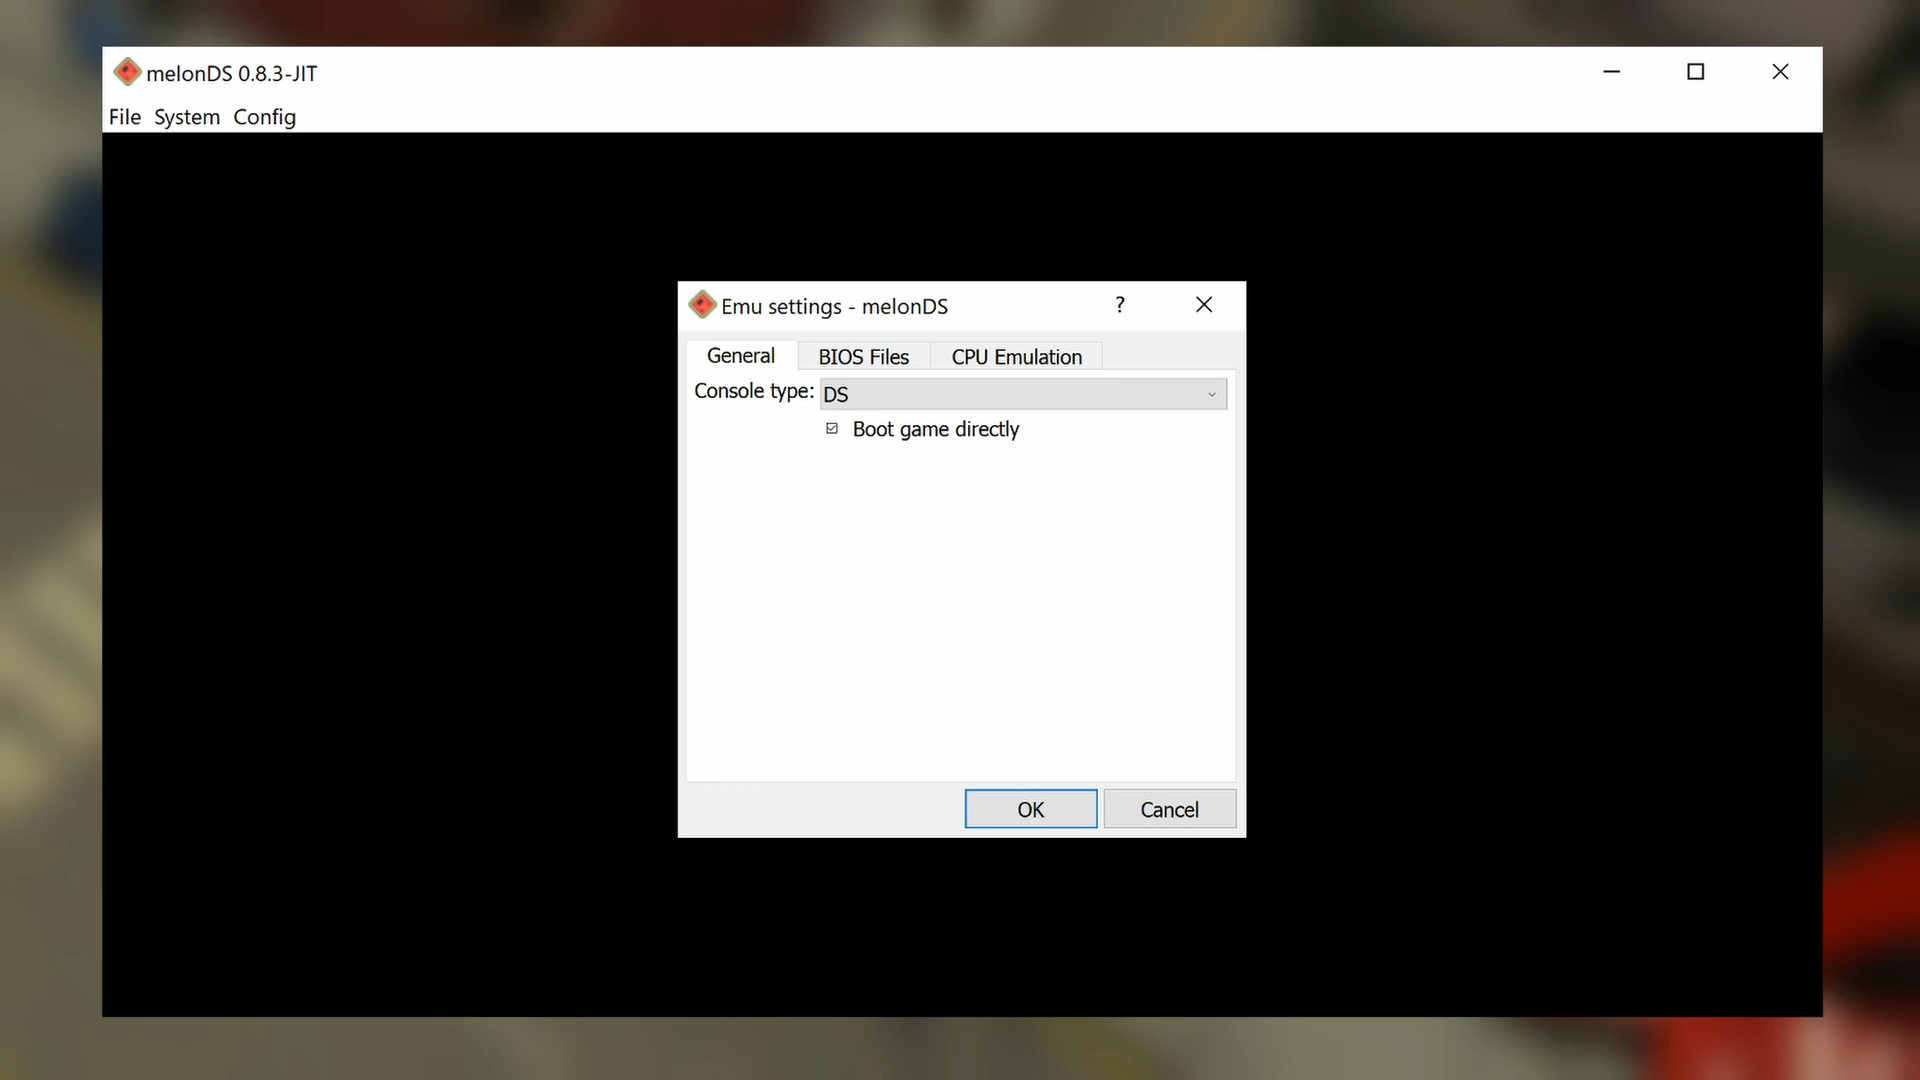 melonDS 0.8.3-JIT
File System Config
Emu settings - melonDS
?
General BIOS Files CPU Emulation
Console type: DS
Boot game directly
OK Cancel